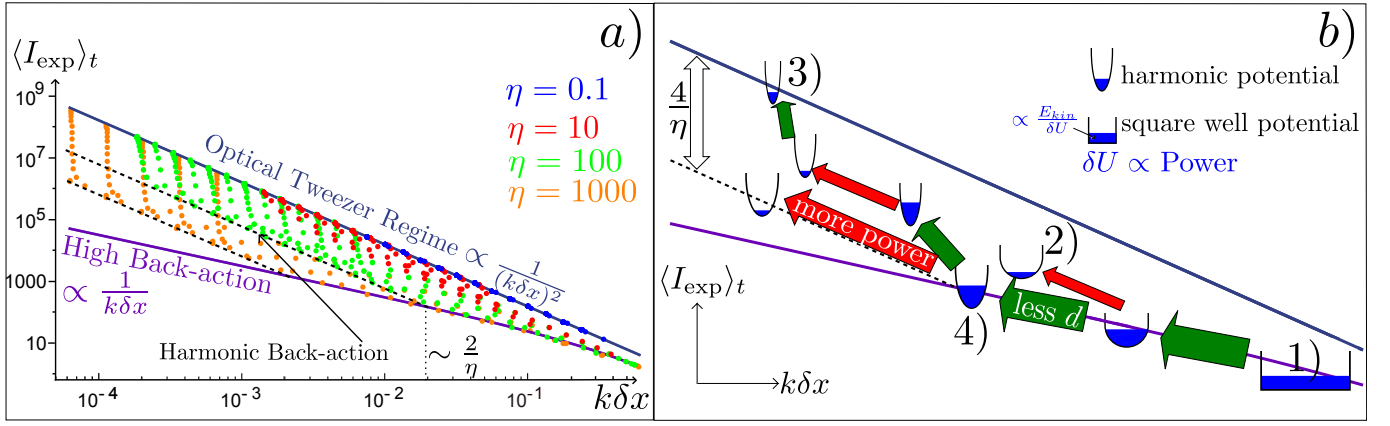 a)
⟨I_exp⟩_t
10^9
10^7
10^5
1000
10
η = 0.1
η = 10
η = 100
η = 1000
Optical Tweezer Regime ∝ 1/(kδx)^2
High Back-action
∝ 1/kδx
Harmonic Back-action
∼ 2/η
10^-4
10^-3
10^-2
10^-1
kδx
b)
3)
4/η
harmonic potential
∝ E_kin/δU
square well potential
δU ∝ Power
more power
2)
less d
4)
1)
⟨I_exp⟩_t
kδx